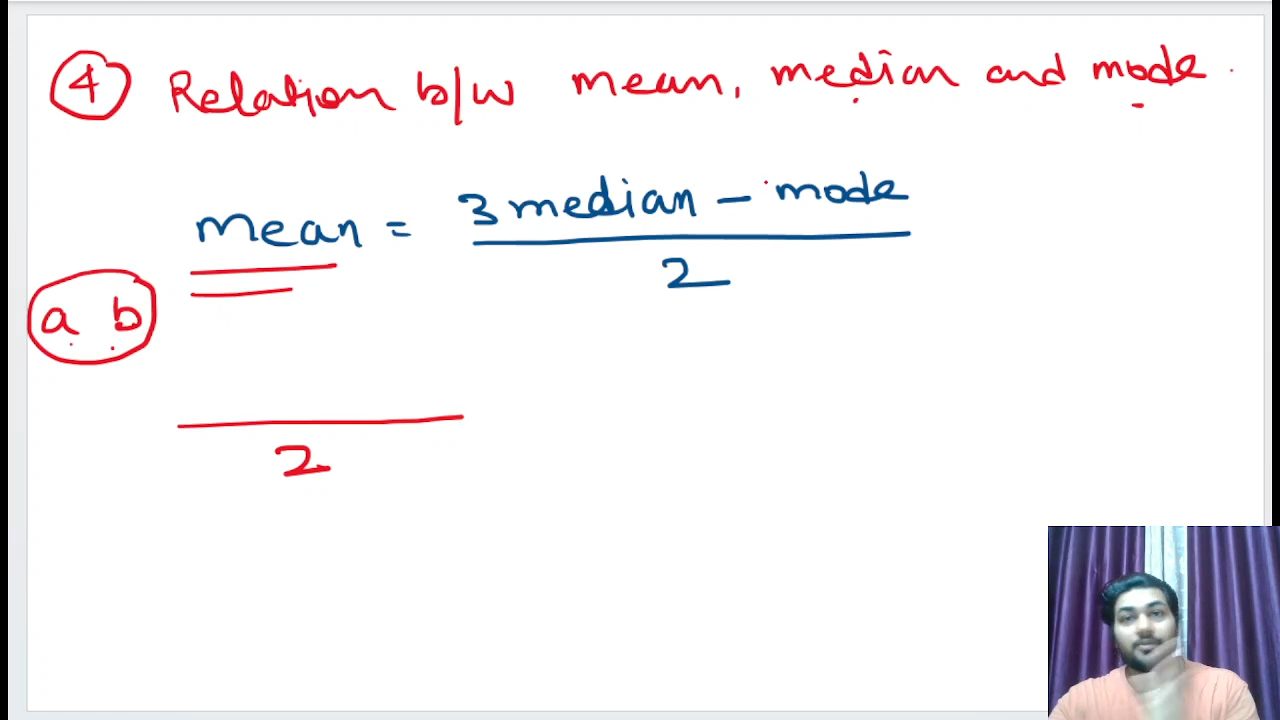 4 Relation b/w mean, median and mode.
mean = 3 median - mode
2
a b
2